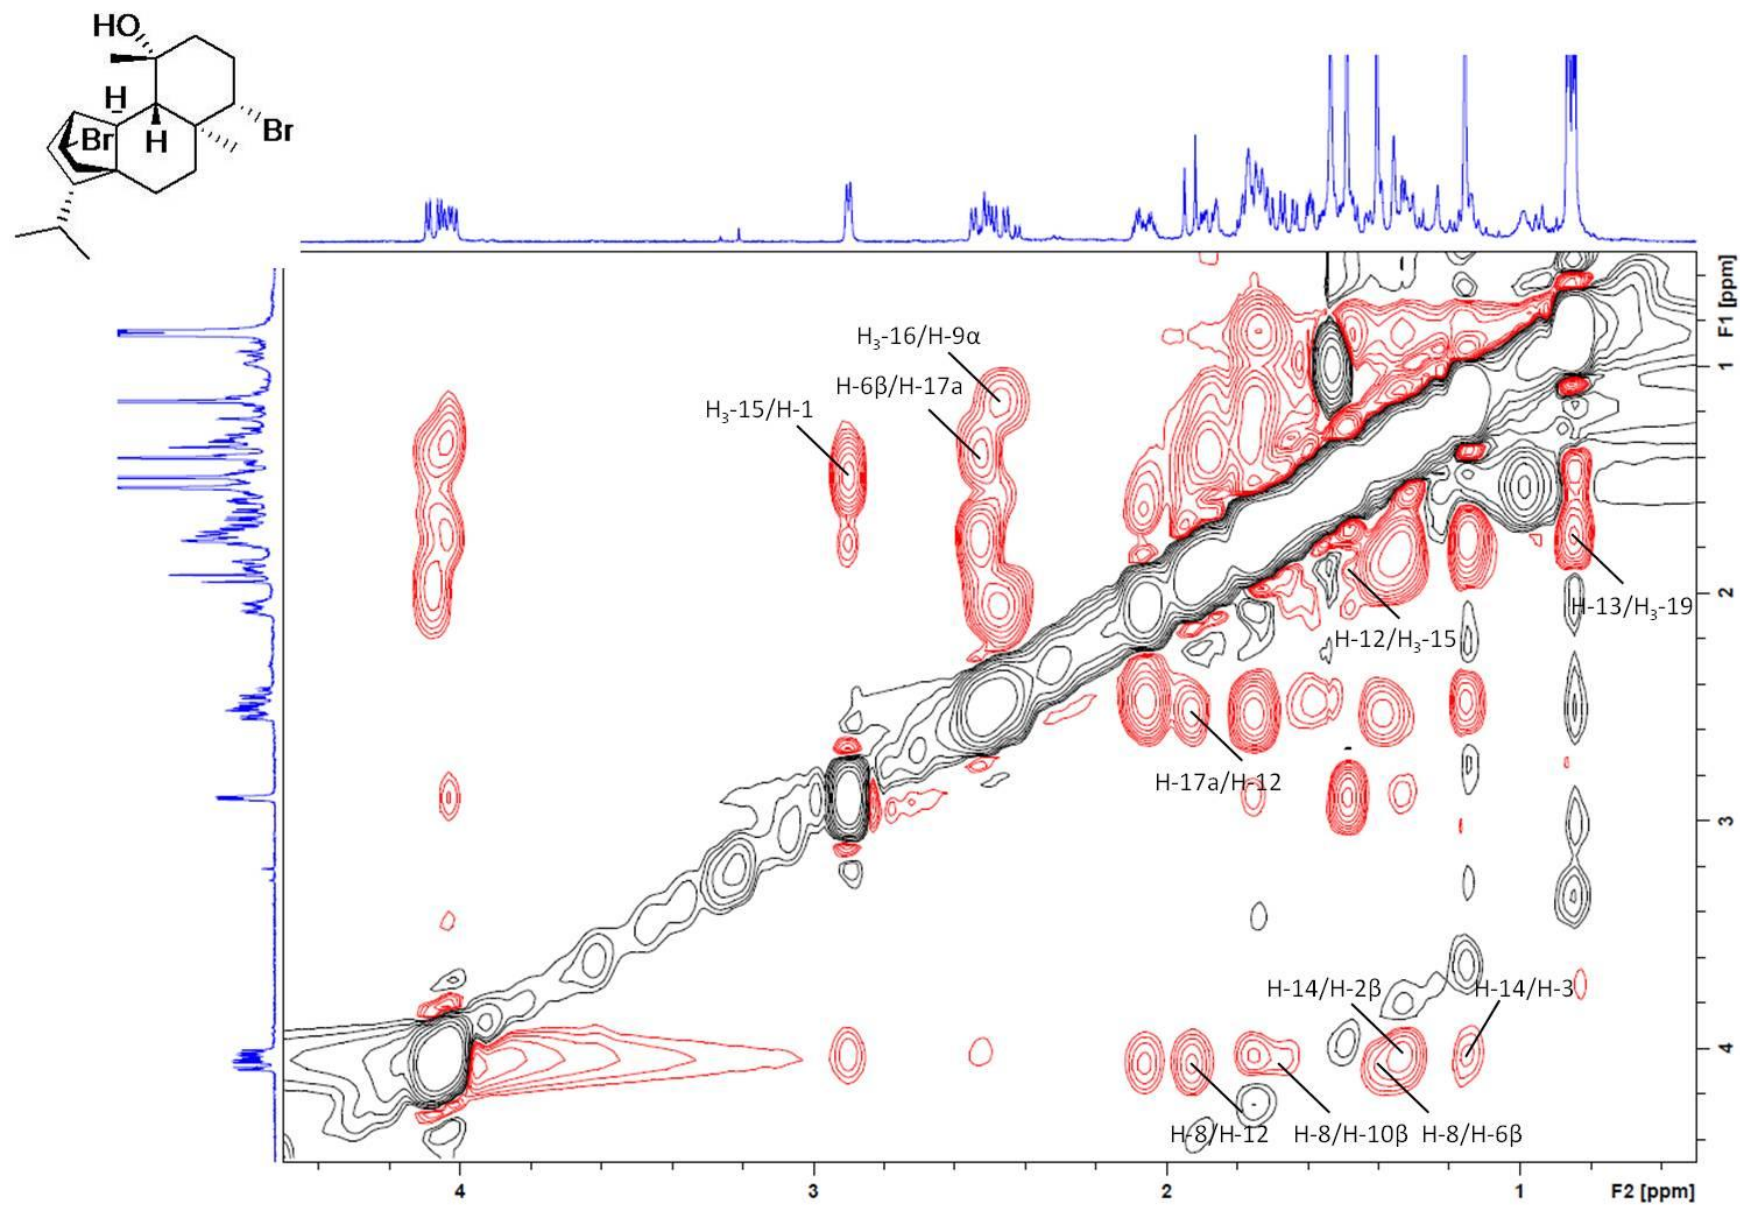 HO
H
Br
H
Br
H₃-16/H-9α
H-6β/H-17a
H₃-15/H-1
H-13/H₃-19
H-12/H₃-15
H-17a/H-12
H-14/H-2β
H-14/H-3
H-8/H-12
H-8/H-10β
H-8/H-6β
F1 [ppm]
1
2
3
4
4
3
2
1
F2 [ppm]